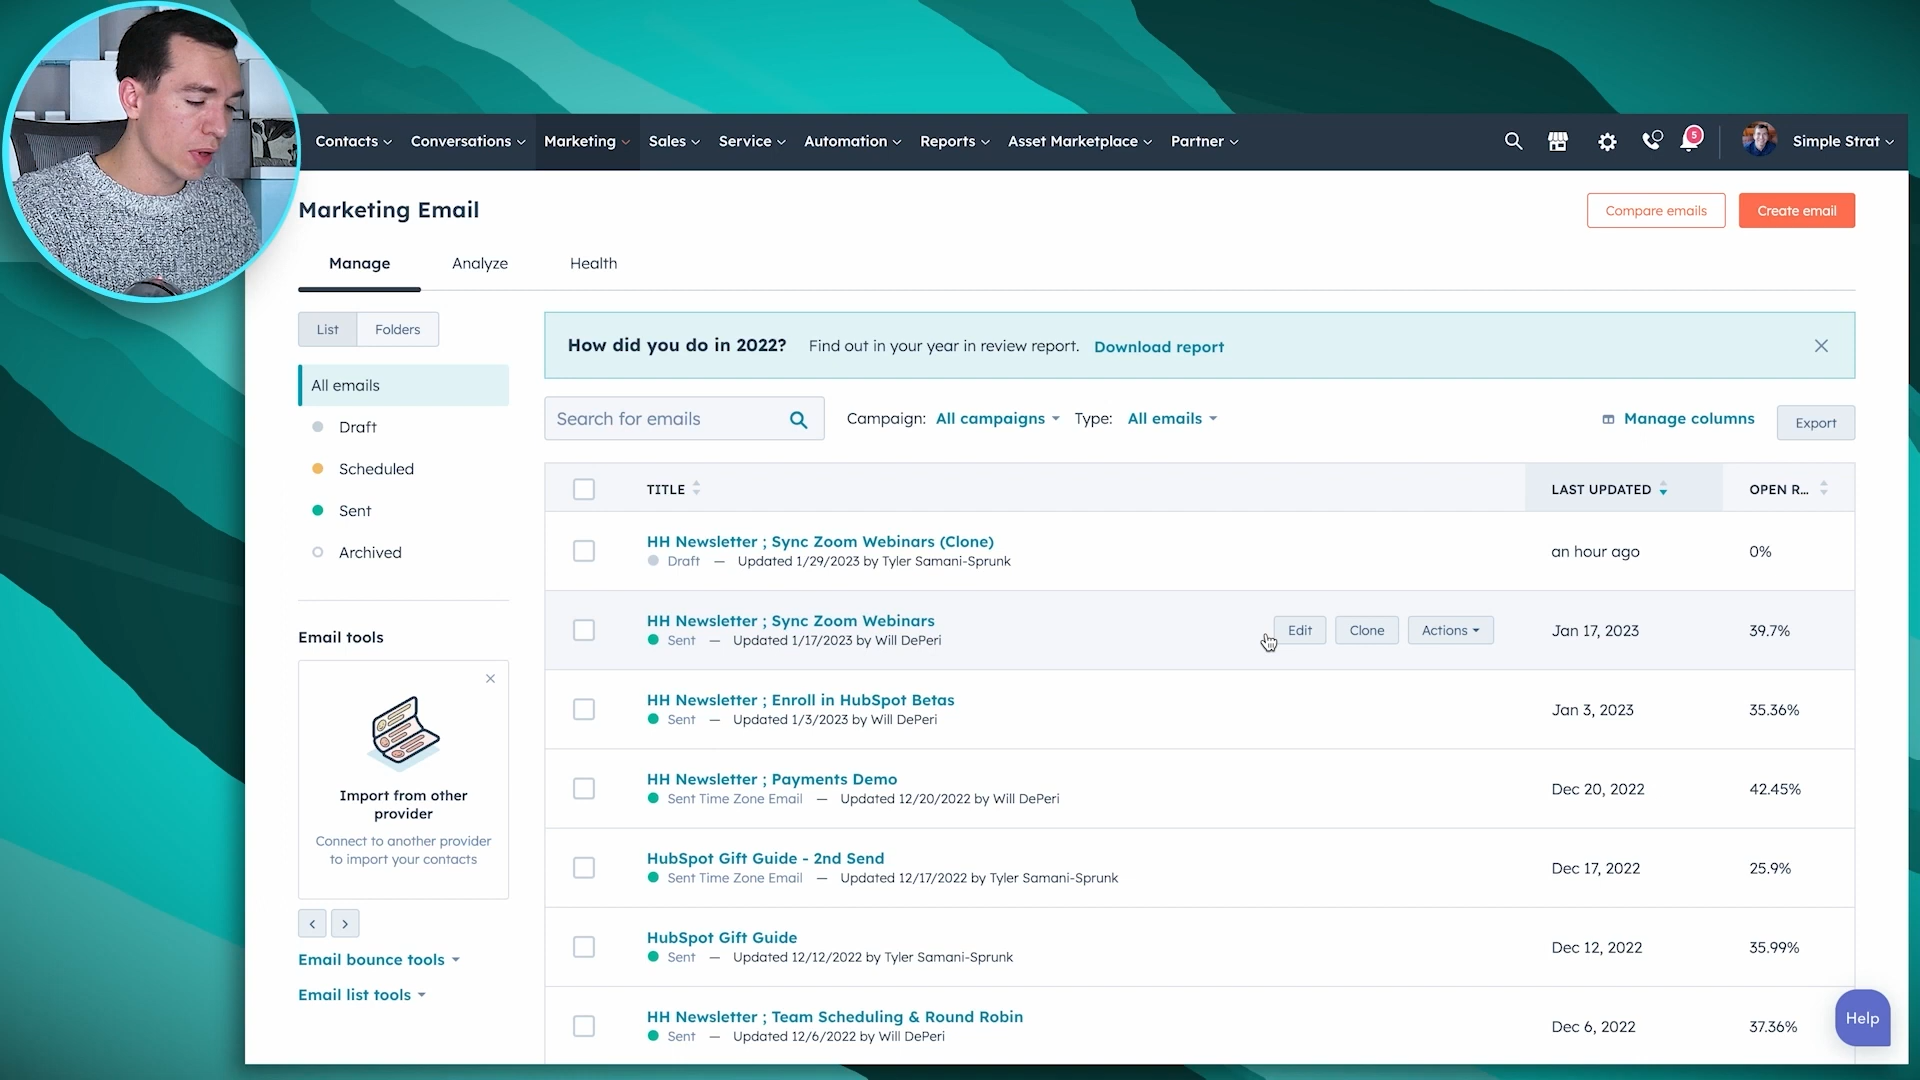 Contacts Conversations Marketing Sales Service Automation Reports Asset Marketplace Partner 5 Simple Strat
Marketing Email
Compare emails Create email
Manage Analyze Health
List Folders
How did you do in 2022? Find out in your year in review report. Download report
All emails
Draft
Scheduled
Sent
Archived
Search for emails Campaign: All campaigns Type: All emails Manage columns Export
TITLE LAST UPDATED OPEN R...
HH Newsletter ; Sync Zoom Webinars (Clone)
Draft — Updated 1/29/2023 by Tyler Samani-Sprunk
an hour ago 0%
HH Newsletter ; Sync Zoom Webinars
Sent — Updated 1/17/2023 by Will DePeri
Edit Clone Actions Jan 17, 2023 39.7%
HH Newsletter ; Enroll in HubSpot Betas
Sent — Updated 1/3/2023 by Will DePeri
Jan 3, 2023 35.36%
HH Newsletter ; Payments Demo
Sent Time Zone Email — Updated 12/20/2022 by Will DePeri
Dec 20, 2022 42.45%
HubSpot Gift Guide - 2nd Send
Sent Time Zone Email — Updated 12/17/2022 by Tyler Samani-Sprunk
Dec 17, 2022 25.9%
HubSpot Gift Guide
Sent — Updated 12/12/2022 by Tyler Samani-Sprunk
Dec 12, 2022 35.99%
HH Newsletter ; Team Scheduling & Round Robin
Sent — Updated 12/6/2022 by Will DePeri
Dec 6, 2022 37.36%
Email tools
Import from other
provider
Connect to another provider
to import your contacts
Email bounce tools
Email list tools
Help